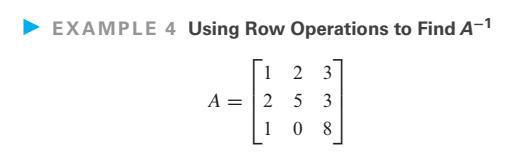 ▶ EXAMPLE 4 Using Row Operations to Find A⁻¹
1 2 3
A = 2 5 3
1 0 8